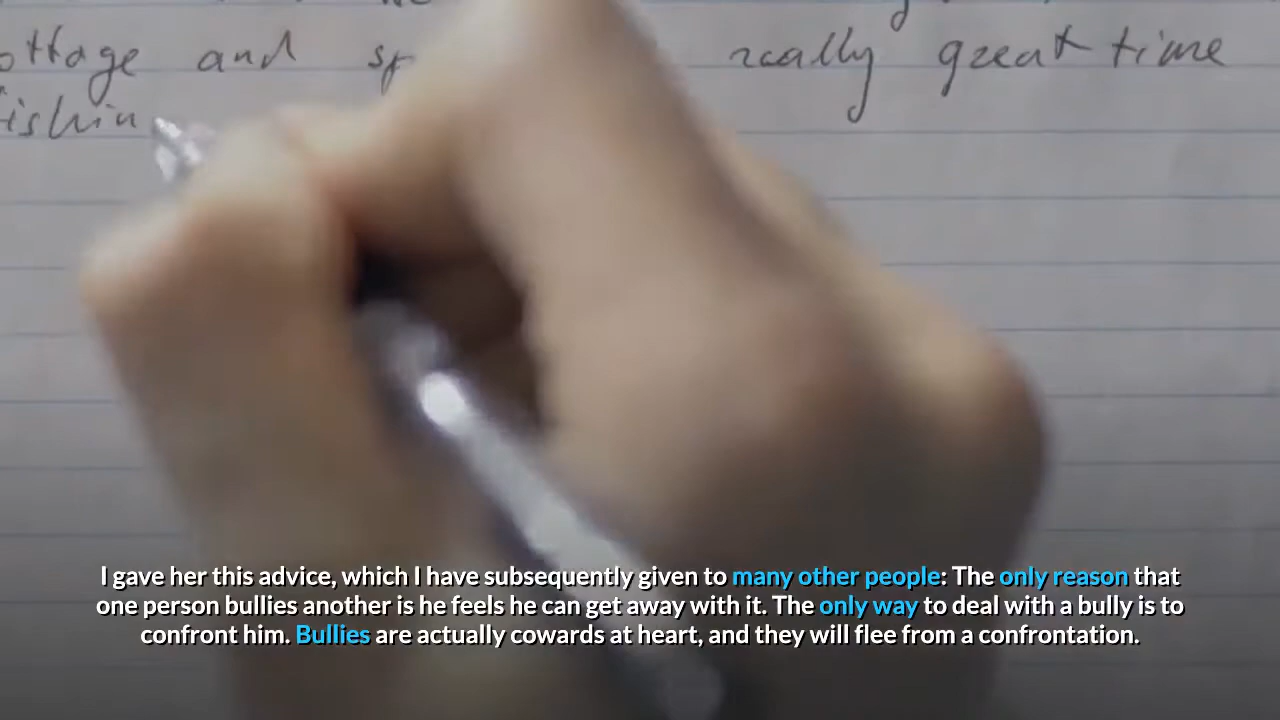 ottage and sp really great time
ishin
I gave her this advice, which I have subsequently given to many other people: The only reason that
one person bullies another is he feels he can get away with it. The only way to deal with a bully is to
confront him. Bullies are actually cowards at heart, and they will flee from a confrontation.